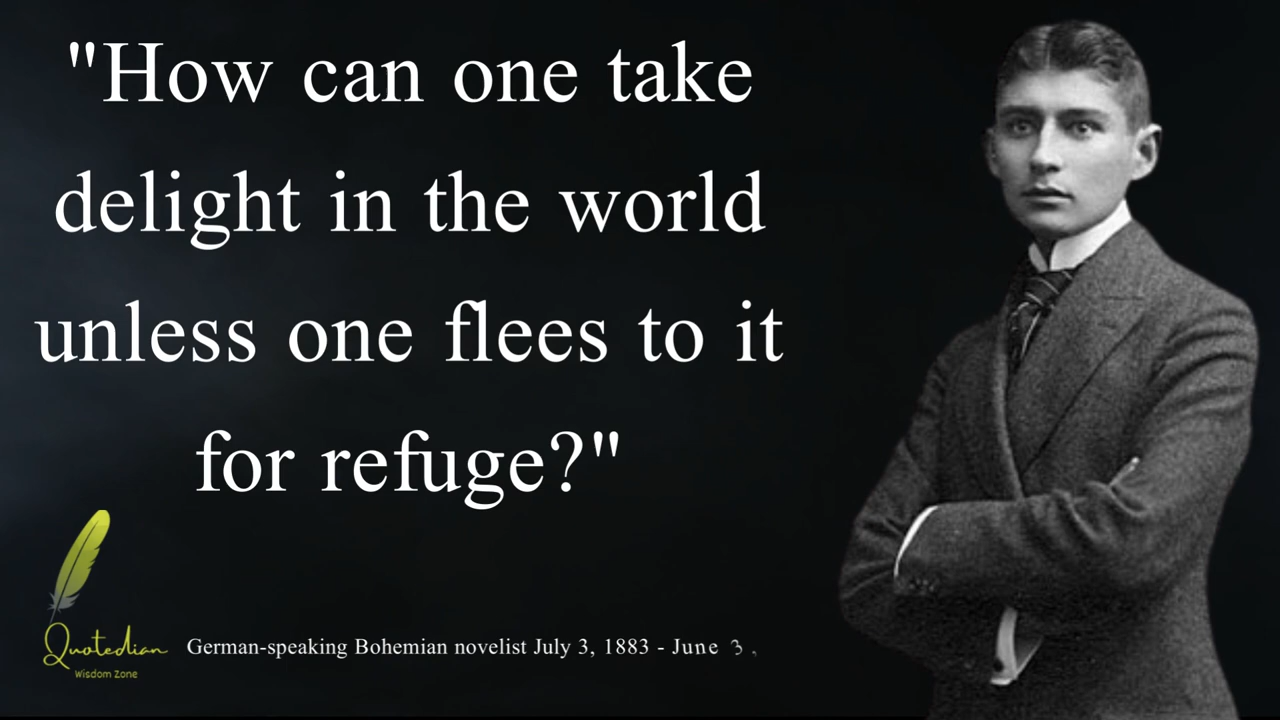 "How can one take
delight in the world
unless one flees to it
for refuge?"
Quotedian
Wisdom Zone
German-speaking Bohemian novelist July 3, 1883 - June 3,